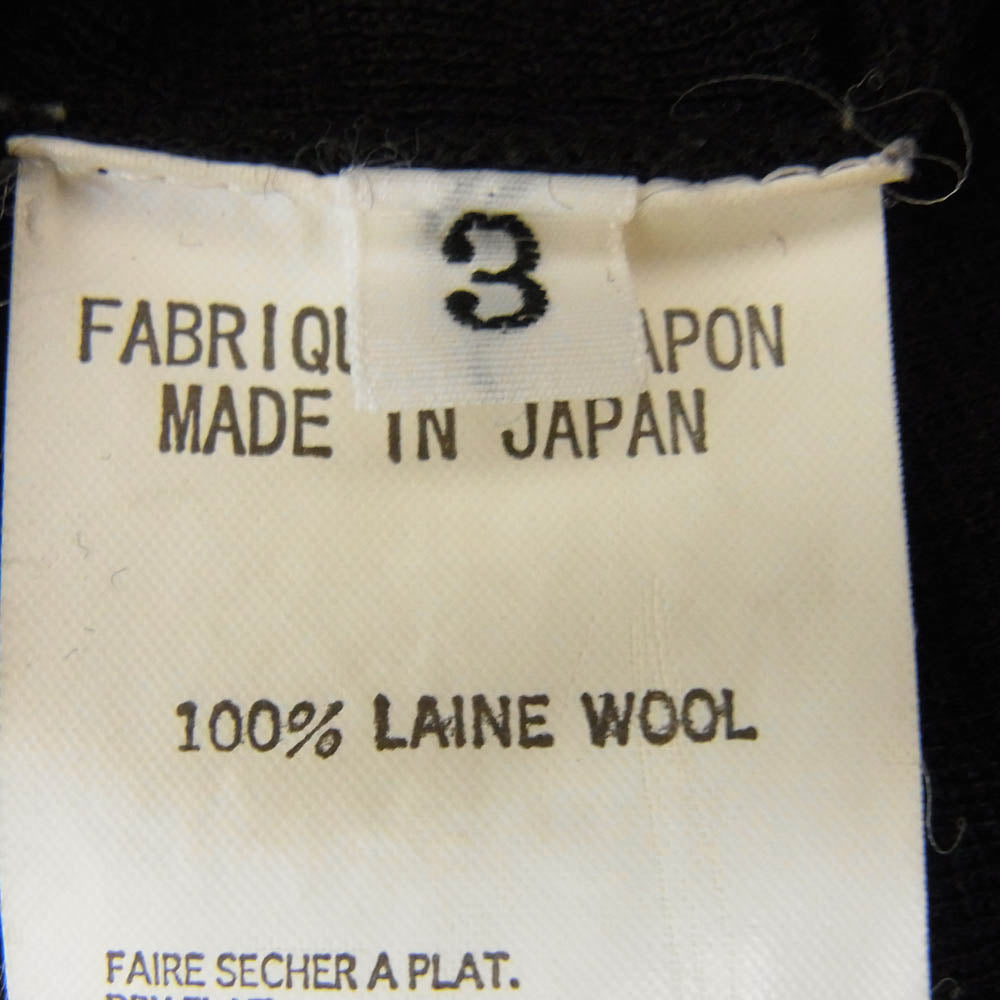 3
FABRIQU APON
MADE IN JAPAN
100% LAINE WOOL
FAIRE SECHER A PLAT.